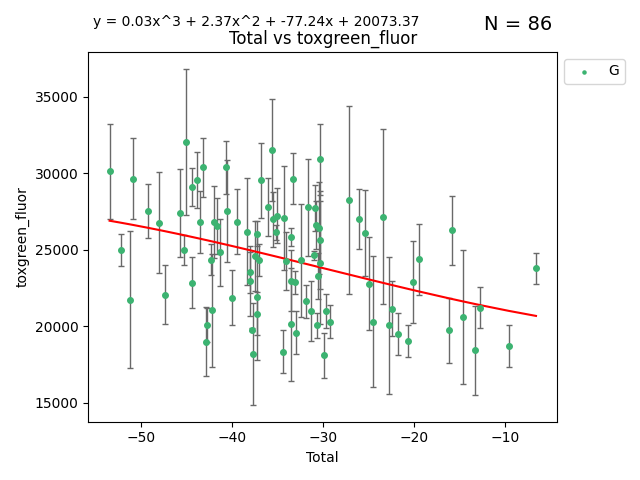 y = 0.03x^3 + 2.37x^2 + -77.24x + 20073.37
N = 86
Total vs toxgreen_fluor
G
35000
30000
25000
20000
15000
toxgreen_fluor
−50
−40
−30
−20
−10
Total